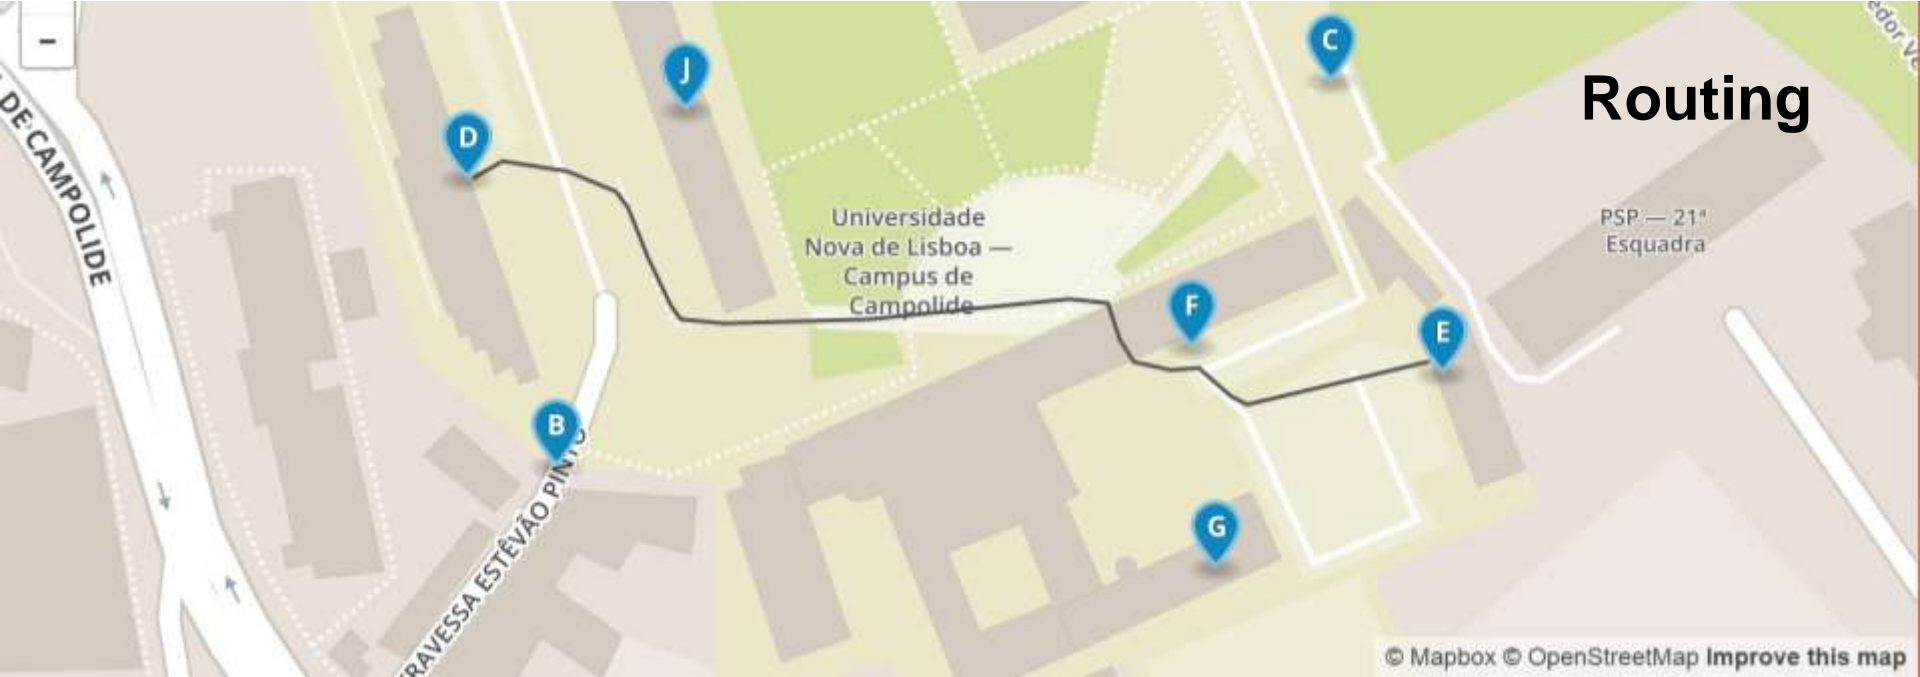 −
C
J
Routing
D
DE CAMPOLIDE
Universidade
Nova de Lisboa —
Campus de
Campolide
PSP — 21ª
Esquadra
F
E
B
G
RAVESSA ESTÊVÃO PINTO
© Mapbox © OpenStreetMap Improve this map